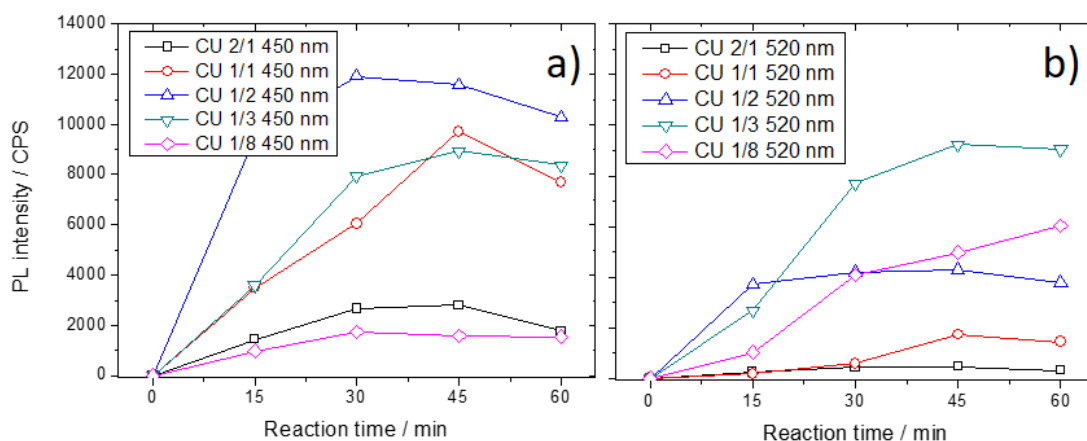 PL intensity / CPS
14000
12000
10000
8000
6000
4000
2000
0
CU 2/1 450 nm
CU 1/1 450 nm
CU 1/2 450 nm
CU 1/3 450 nm
CU 1/8 450 nm
a)
0 15 30 45 60
Reaction time / min
CU 2/1 520 nm
CU 1/1 520 nm
CU 1/2 520 nm
CU 1/3 520 nm
CU 1/8 520 nm
b)
0 15 30 45 60
Reaction time / min